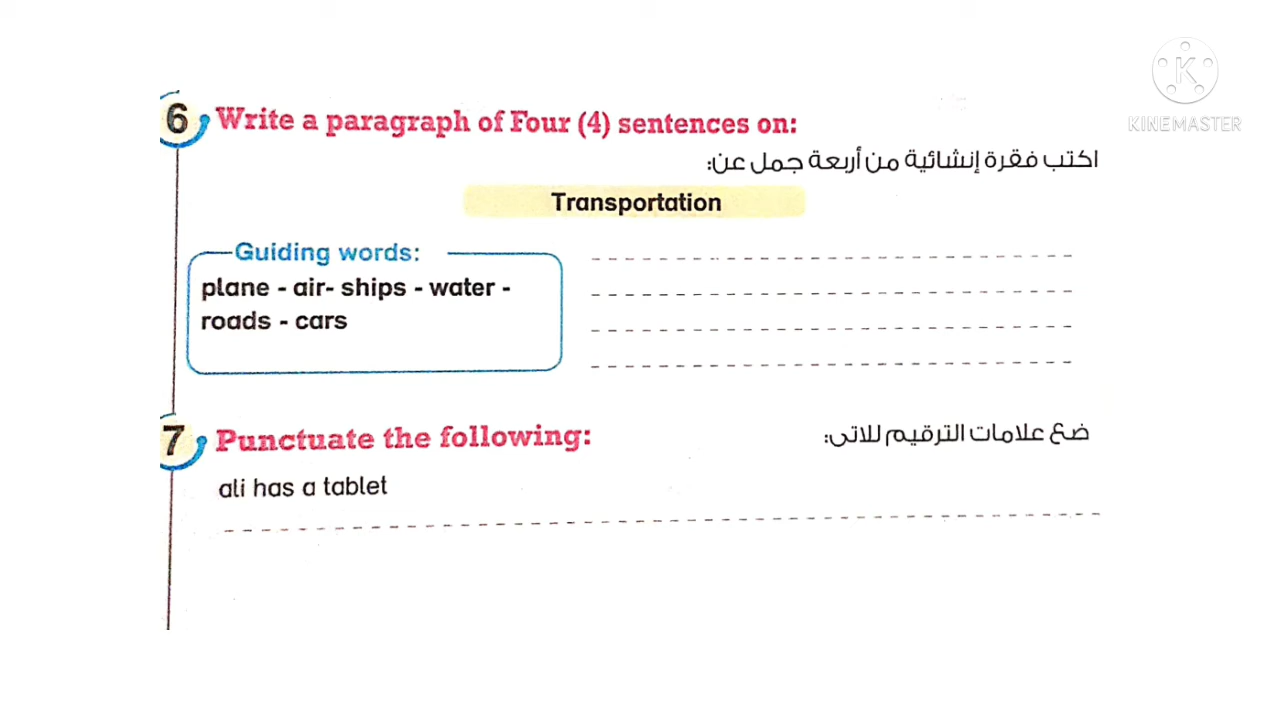 K
KINEMASTER
6 Write a paragraph of Four (4) sentences on:
اكتب فقرة إنشائية من أربعة جمل عن:
Transportation
Guiding words:
plane - air- ships - water -
roads - cars
7 Punctuate the following:
ضع علامات الترقيم للاتى:
ali has a tablet